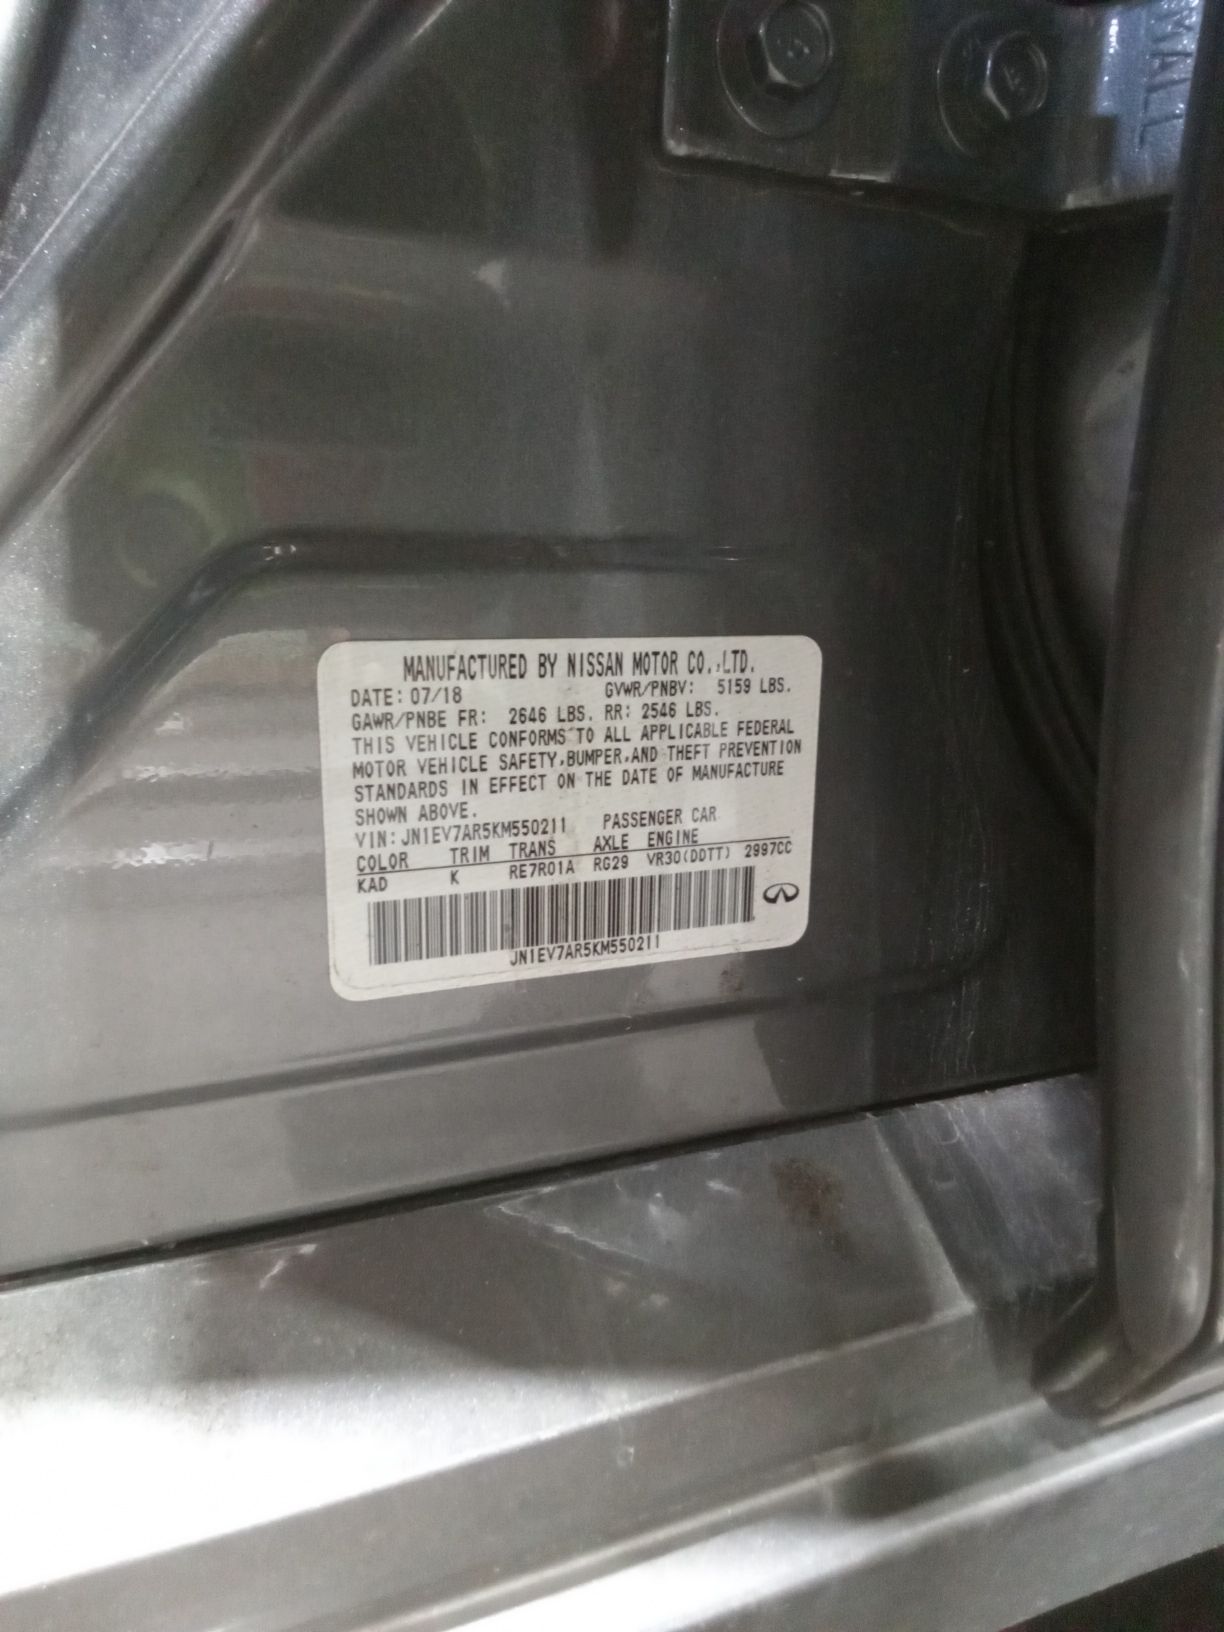 WALL
MANUFACTURED BY NISSAN MOTOR CO.,LTD.
DATE: 07/18 GVWR/PNBV: 5159 LBS.
GAWR/PNBE FR: 2646 LBS. RR: 2546 LBS.
THIS VEHICLE CONFORMS TO ALL APPLICABLE FEDERAL
MOTOR VEHICLE SAFETY,BUMPER,AND THEFT PREVENTION
STANDARDS IN EFFECT ON THE DATE OF MANUFACTURE
SHOWN ABOVE.
VIN: JN1EV7AR5KM550211 PASSENGER CAR
COLOR TRIM TRANS AXLE ENGINE
KAD K RE7R01A RG29 VR30(DDTT) 2997CC
JN1EV7AR5KM550211